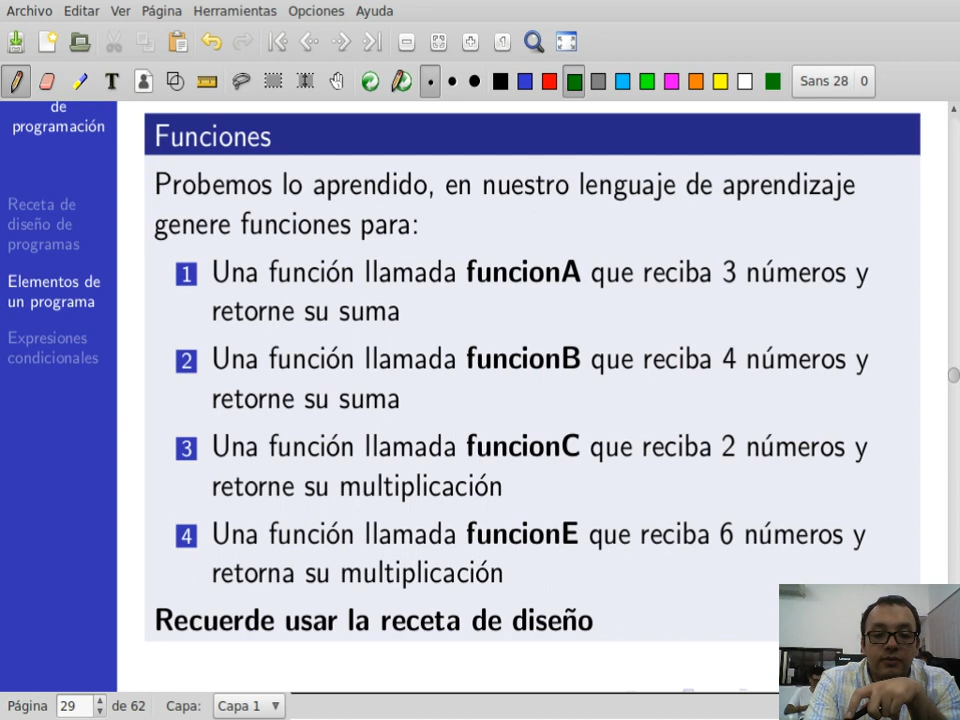 Archivo Editar Ver Página Herramientas Opciones Ayuda
T
Sans 28 0
de
programación
Receta de
diseño de
programas
Elementos de
un programa
Expresiones
condicionales
Funciones
Probemos lo aprendido, en nuestro lenguaje de aprendizaje
genere funciones para:
1 Una función llamada funcionA que reciba 3 números y
retorne su suma
2 Una función llamada funcionB que reciba 4 números y
retorne su suma
3 Una función llamada funcionC que reciba 2 números y
retorne su multiplicación
4 Una función llamada funcionE que reciba 6 números y
retorna su multiplicación
Recuerde usar la receta de diseño
Página 29 de 62 Capa: Capa 1